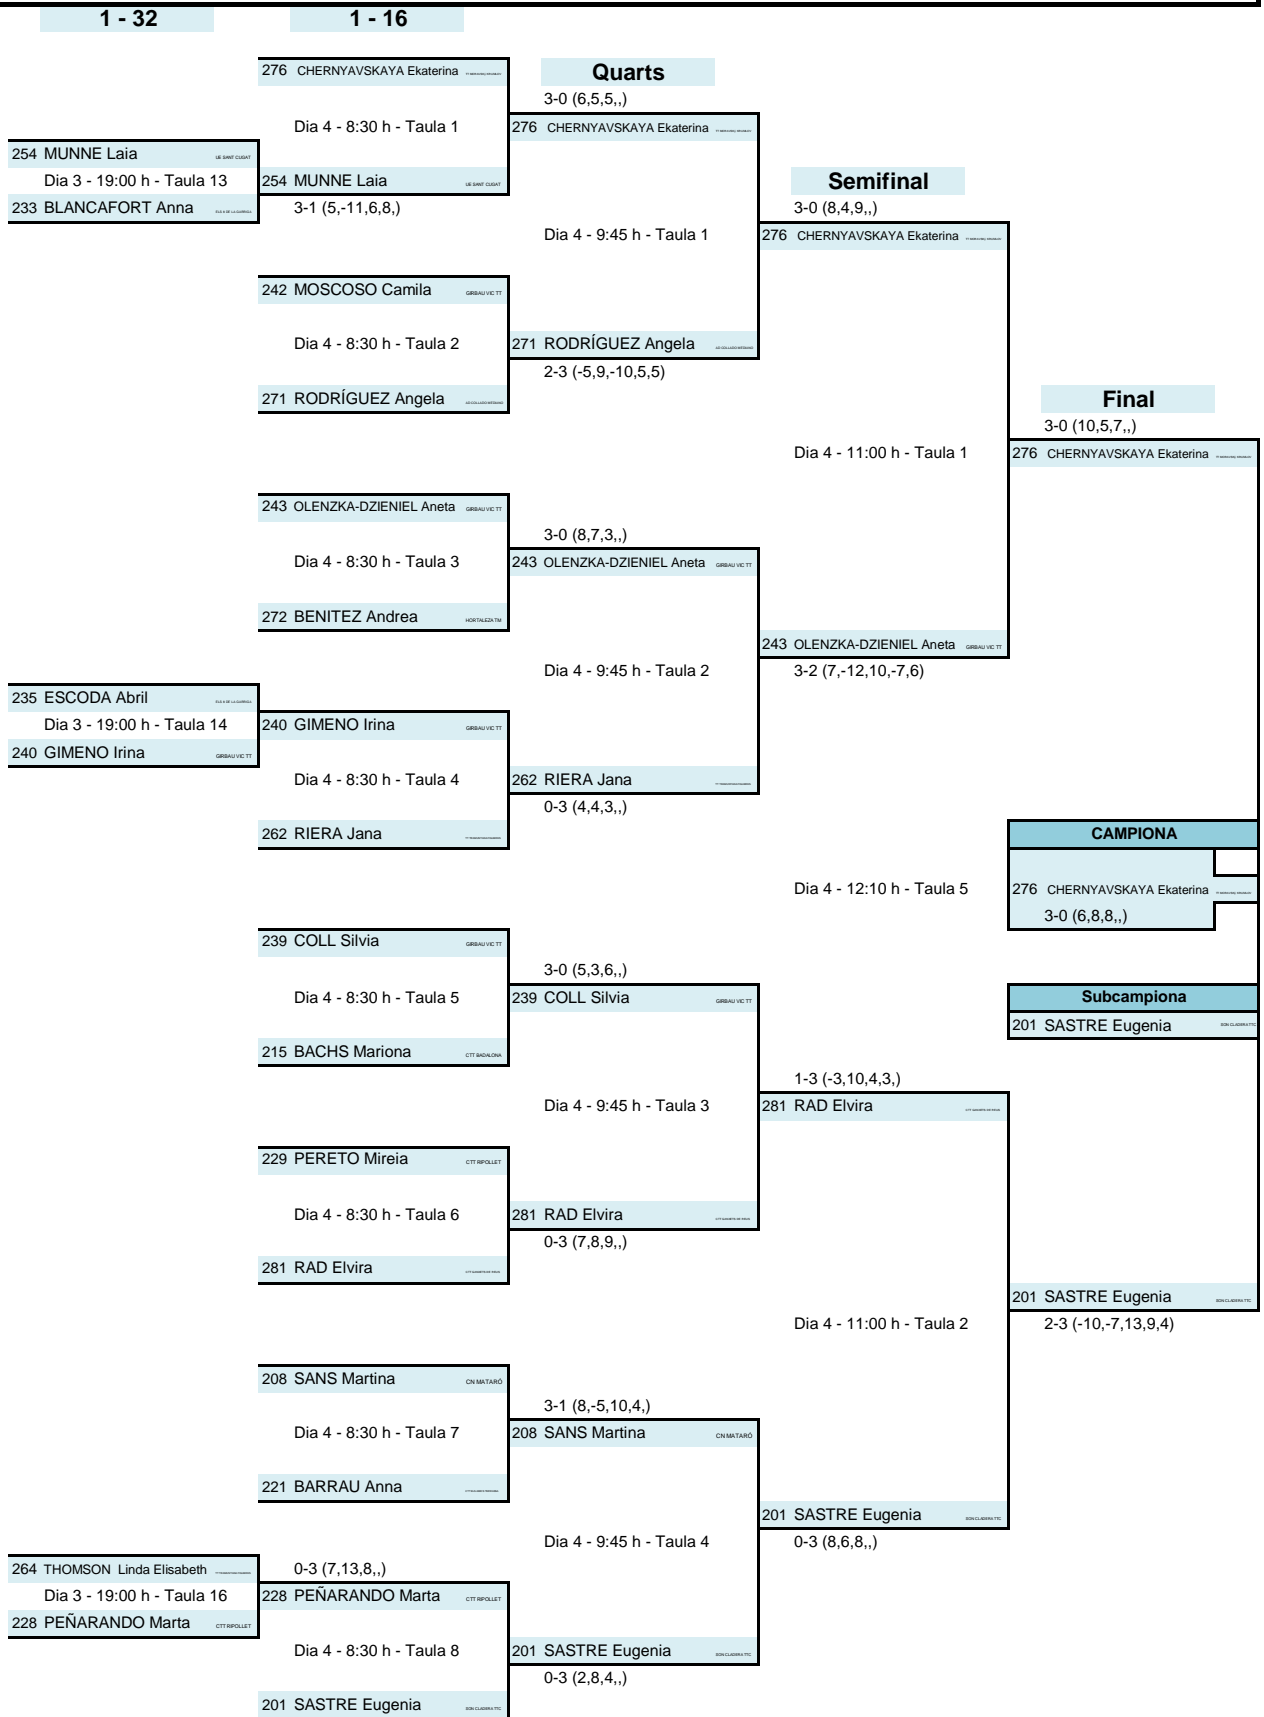 1 - 32
1 - 16
276 CHERNYAVSKAYA Ekaterina
Quarts
3-0 (6,5,5,,)
Dia 4 - 8:30 h - Taula 1
276 CHERNYAVSKAYA Ekaterina
254 MUNNE Laia UE SANT CUGAT
Dia 3 - 19:00 h - Taula 13
254 MUNNE Laia UE SANT CUGAT
Semifinal
233 BLANCAFORT Anna
3-1 (5,-11,6,8,)
3-0 (8,4,9,,)
Dia 4 - 9:45 h - Taula 1
276 CHERNYAVSKAYA Ekaterina
242 MOSCOSO Camila GIRBAU VIC TT
Dia 4 - 8:30 h - Taula 2
271 RODRÍGUEZ Angela
2-3 (-5,9,-10,5,5)
271 RODRÍGUEZ Angela
Final
3-0 (10,5,7,,)
Dia 4 - 11:00 h - Taula 1
276 CHERNYAVSKAYA Ekaterina
243 OLENZKA-DZIENIEL Aneta GIRBAU VIC TT
3-0 (8,7,3,,)
Dia 4 - 8:30 h - Taula 3
243 OLENZKA-DZIENIEL Aneta GIRBAU VIC TT
272 BENITEZ Andrea HORTALEZA TM
243 OLENZKA-DZIENIEL Aneta GIRBAU VIC TT
Dia 4 - 9:45 h - Taula 2
3-2 (7,-12,10,-7,6)
235 ESCODA Abril
Dia 3 - 19:00 h - Taula 14
240 GIMENO Irina GIRBAU VIC TT
240 GIMENO Irina GIRBAU VIC TT
Dia 4 - 8:30 h - Taula 4
262 RIERA Jana
0-3 (4,4,3,,)
262 RIERA Jana
CAMPIONA
Dia 4 - 12:10 h - Taula 5
276 CHERNYAVSKAYA Ekaterina
3-0 (6,8,8,,)
239 COLL Silvia GIRBAU VIC TT
3-0 (5,3,6,,)
Dia 4 - 8:30 h - Taula 5
239 COLL Silvia GIRBAU VIC TT
Subcampiona
201 SASTRE Eugenia SON CLADERA TTC
215 BACHS Mariona CTT BADALONA
1-3 (-3,10,4,3,)
Dia 4 - 9:45 h - Taula 3
281 RAD Elvira
229 PERETO Mireia CTT RIPOLLET
Dia 4 - 8:30 h - Taula 6
281 RAD Elvira
0-3 (7,8,9,,)
281 RAD Elvira
201 SASTRE Eugenia SON CLADERA TTC
Dia 4 - 11:00 h - Taula 2
2-3 (-10,-7,13,9,4)
208 SANS Martina CN MATARÓ
3-1 (8,-5,10,4,)
Dia 4 - 8:30 h - Taula 7
208 SANS Martina CN MATARÓ
221 BARRAU Anna
201 SASTRE Eugenia SON CLADERA TTC
Dia 4 - 9:45 h - Taula 4
0-3 (8,6,8,,)
264 THOMSON Linda Elisabeth
0-3 (7,13,8,,)
Dia 3 - 19:00 h - Taula 16
228 PEÑARANDO Marta CTT RIPOLLET
228 PEÑARANDO Marta CTT RIPOLLET
Dia 4 - 8:30 h - Taula 8
201 SASTRE Eugenia SON CLADERA TTC
0-3 (2,8,4,,)
201 SASTRE Eugenia SON CLADERA TTC